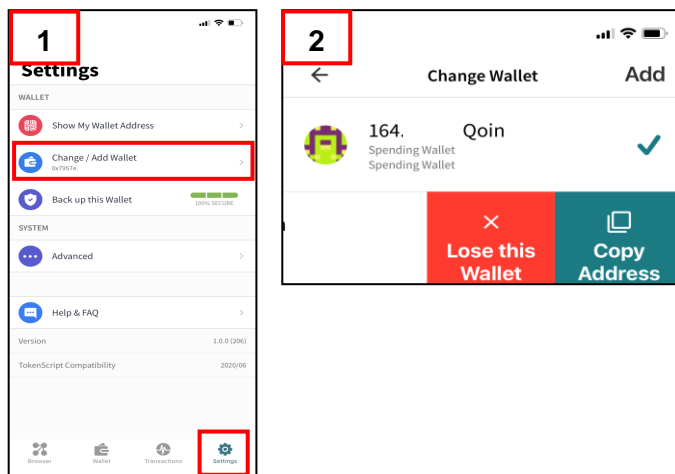 1
Settings
WALLET
Show My Wallet Address
Change / Add Wallet
0x7957e
Back up this Wallet
100% SECURE
SYSTEM
Advanced
Help & FAQ
Version 1.0.0 (206)
TokenScript Compatibility 2020/06
Browser Wallet Transactions Settings
2
Change Wallet Add
164. Qoin
Spending Wallet
Spending Wallet
Lose this
Wallet
Copy
Address